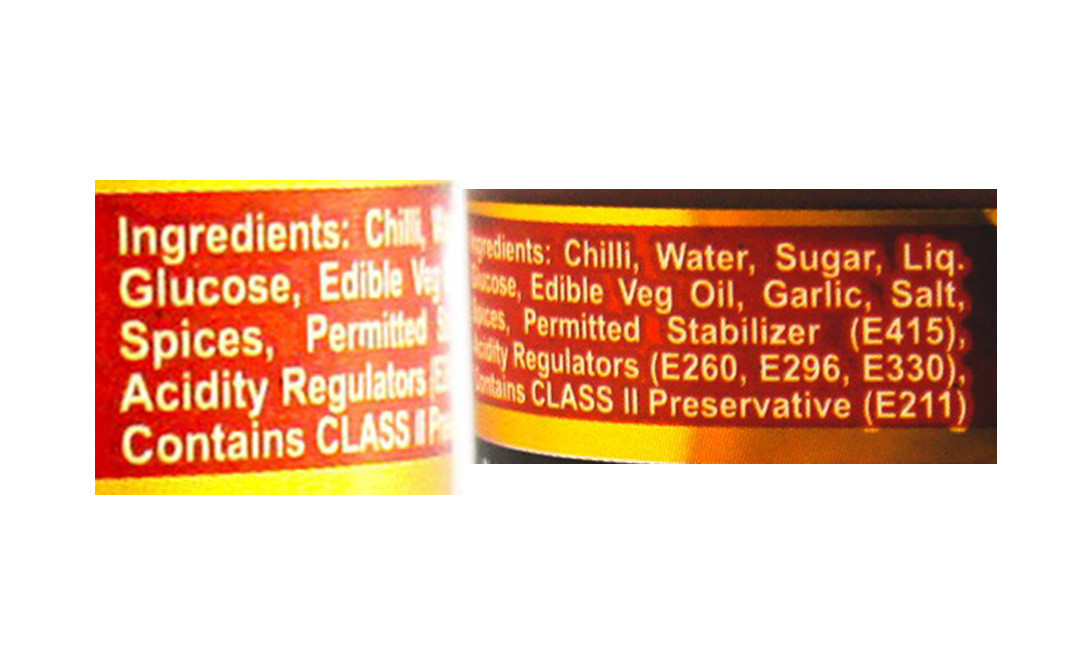 Ingredients: Chilli,
Glucose, Edible Veg
Spices, Permitted
Acidity Regulators
Contains CLASS II
Ingredients: Chilli, Water, Sugar, Liq.
Glucose, Edible Veg Oil, Garlic, Salt,
Spices, Permitted Stabilizer (E415),
Acidity Regulators (E260, E296, E330),
Contains CLASS II Preservative (E211)